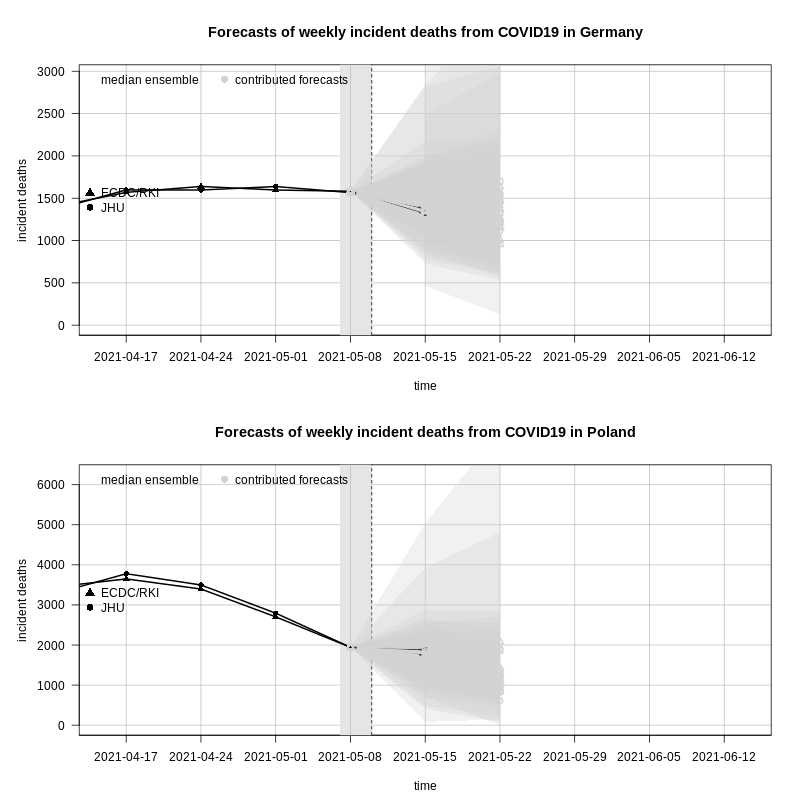 Forecasts of weekly incident deaths from COVID19 in Germany
median ensemble contributed forecasts
3000
2500
2000
1500
1000
500
0
incident deaths
ECDC/RKI
JHU
2021-04-17 2021-04-24 2021-05-01 2021-05-08 2021-05-15 2021-05-22 2021-05-29 2021-06-05 2021-06-12
time
Forecasts of weekly incident deaths from COVID19 in Poland
median ensemble contributed forecasts
6000
5000
4000
3000
2000
1000
0
incident deaths
ECDC/RKI
JHU
2021-04-17 2021-04-24 2021-05-01 2021-05-08 2021-05-15 2021-05-22 2021-05-29 2021-06-05 2021-06-12
time